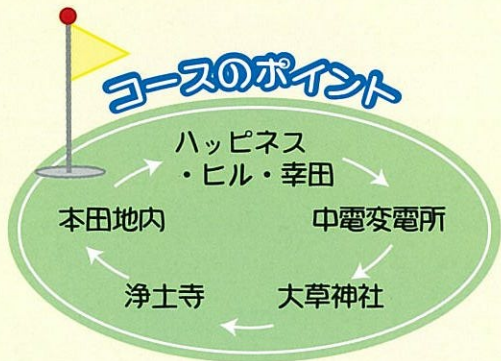 コースのポイント
ハッピネス
・ヒル・幸田
中電変電所
大草神社
浄土寺
本田地内